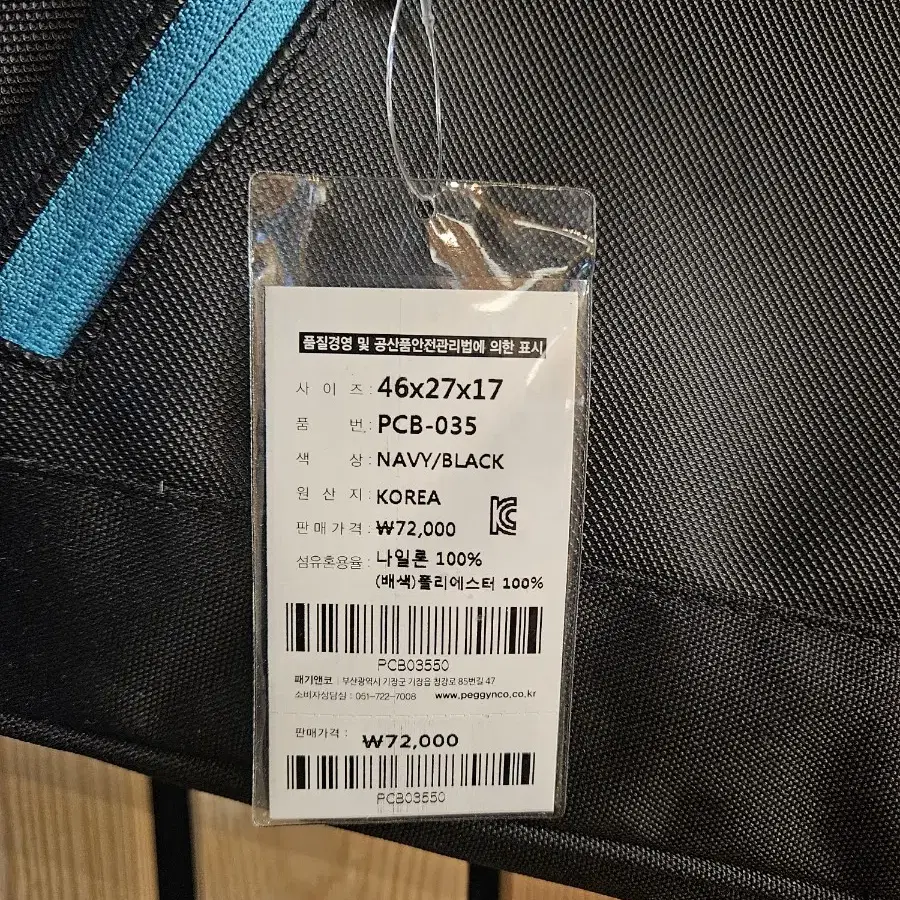 품질경영 및 공산품안전관리법에 의한 표시
사 이 즈 : 46x27x17
품 번 : PCB-035
색 상 : NAVY/BLACK
원 산 지 : KOREA
판매가격 : ₩72,000
섬유혼용율 : 나일론 100%
(배색)폴리에스터 100%
PCB03550
패기앤코 부산광역시 기장군 기장읍 청강로 85번길 47
소비자상담실 : 051-722-7008 www.peggynco.co.kr
판매가격 : ₩72,000
PCB03550